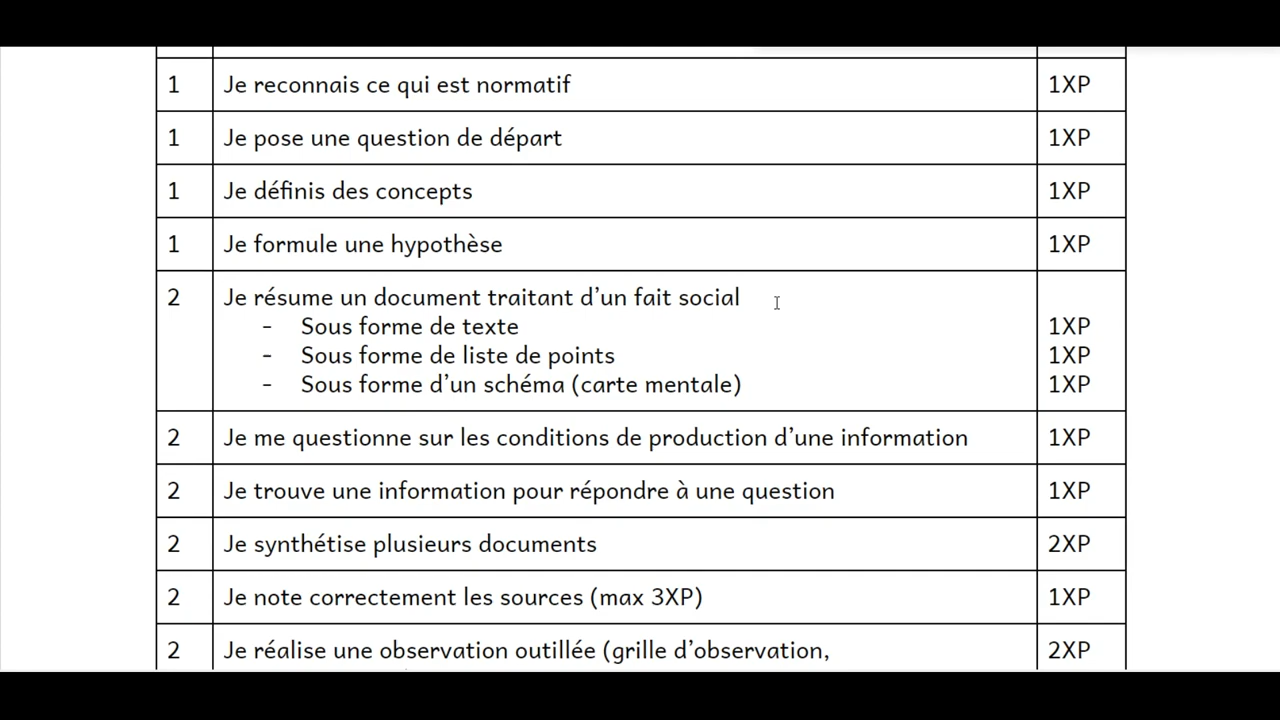 1 Je reconnais ce qui est normatif 1XP
1 Je pose une question de départ 1XP
1 Je définis des concepts 1XP
1 Je formule une hypothèse 1XP
2 Je résume un document traitant d’un fait social
- Sous forme de texte 1XP
- Sous forme de liste de points 1XP
- Sous forme d’un schéma (carte mentale) 1XP
2 Je me questionne sur les conditions de production d’une information 1XP
2 Je trouve une information pour répondre à une question 1XP
2 Je synthétise plusieurs documents 2XP
2 Je note correctement les sources (max 3XP) 1XP
2 Je réalise une observation outillée (grille d’observation, 2XP